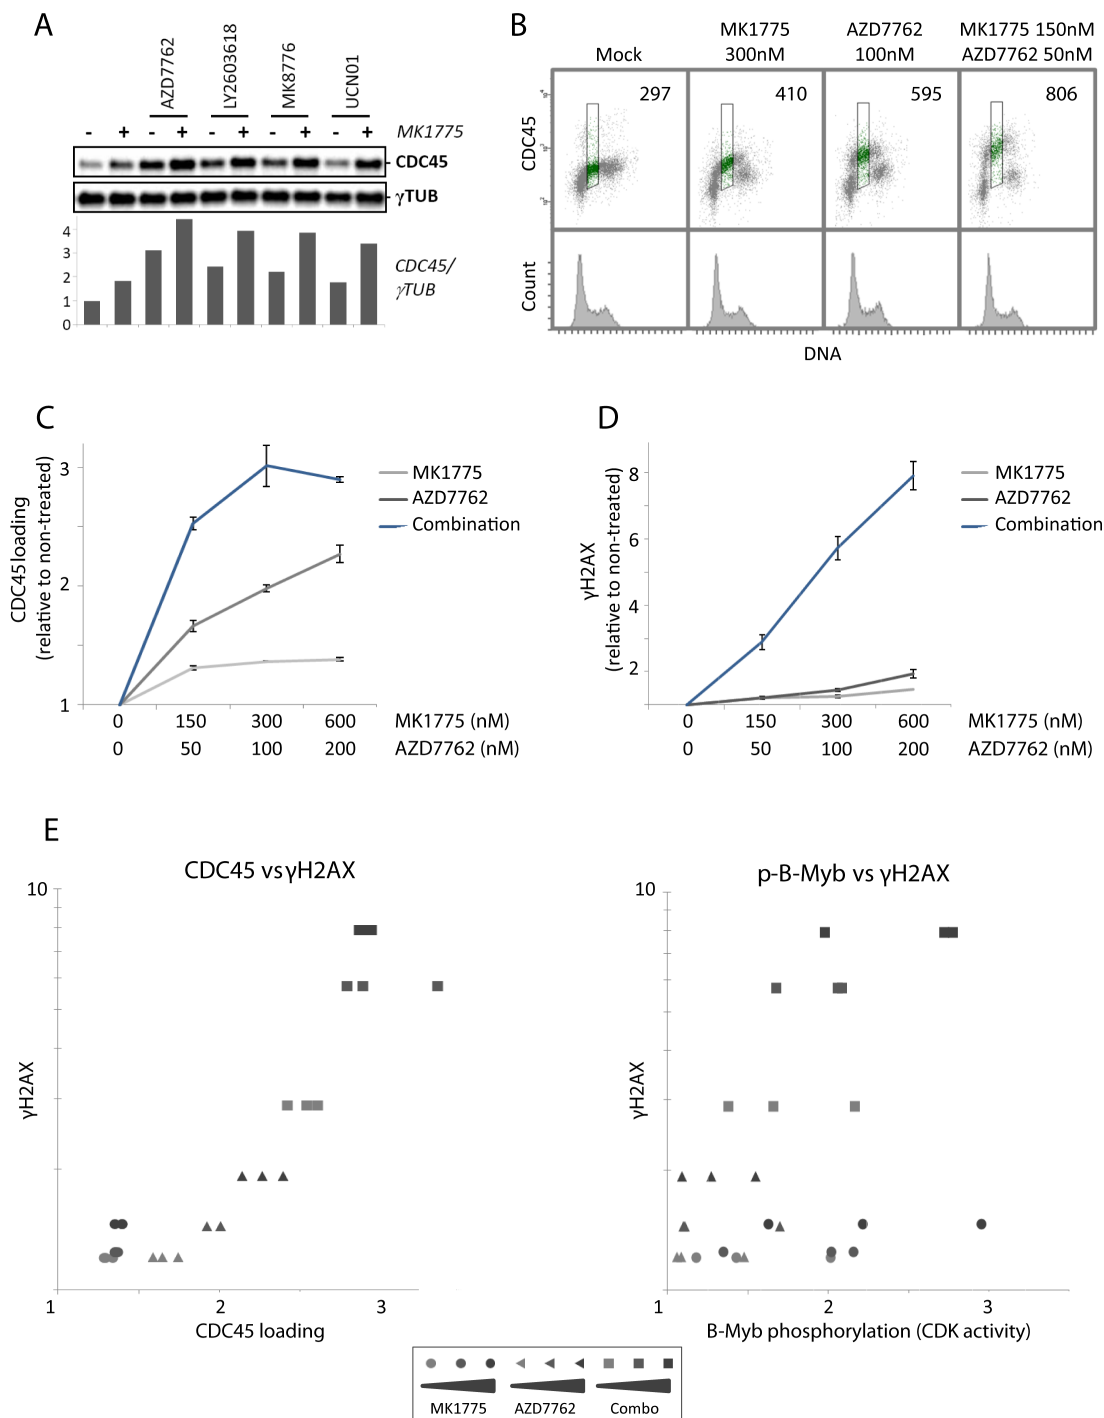 A
AZD7762
LY2603618
MK8776
UCN01
- + - + - + - + - + MK1775
CDC45
γTUB
4
3
2
1
0
CDC45/
γTUB
B
Mock
MK1775
300nM
AZD7762
100nM
MK1775 150nM
AZD7762 50nM
CDC45
297
410
595
806
Count
DNA
C
CDC45 loading
(relative to non-treated)
3
2
1
MK1775
AZD7762
Combination
0 150 300 600 MK1775 (nM)
0 50 100 200 AZD7762 (nM)
D
γH2AX
(relative to non-treated)
8
6
4
2
MK1775
AZD7762
Combination
0 150 300 600 MK1775 (nM)
0 50 100 200 AZD7762 (nM)
E
CDC45 vs γH2AX
10
γH2AX
1 2 3
CDC45 loading
p-B-Myb vs γH2AX
10
γH2AX
1 2 3
B-Myb phosphorylation (CDK activity)
MK1775 AZD7762 Combo